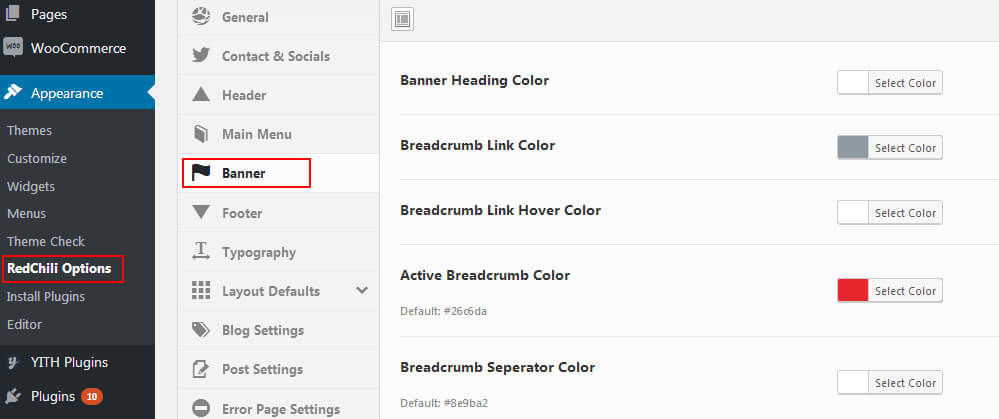 Pages
WooCommerce
Appearance
Themes
Customize
Widgets
Menus
Theme Check
RedChili Options
Install Plugins
Editor
YITH Plugins
Plugins 10
General
Contact & Socials
Header
Main Menu
Banner
Footer
Typography
Layout Defaults
Blog Settings
Post Settings
Error Page Settings
Banner Heading Color
Select Color
Breadcrumb Link Color
Select Color
Breadcrumb Link Hover Color
Select Color
Active Breadcrumb Color
Select Color
Default: #26c6da
Breadcrumb Seperator Color
Select Color
Default: #8e9ba2